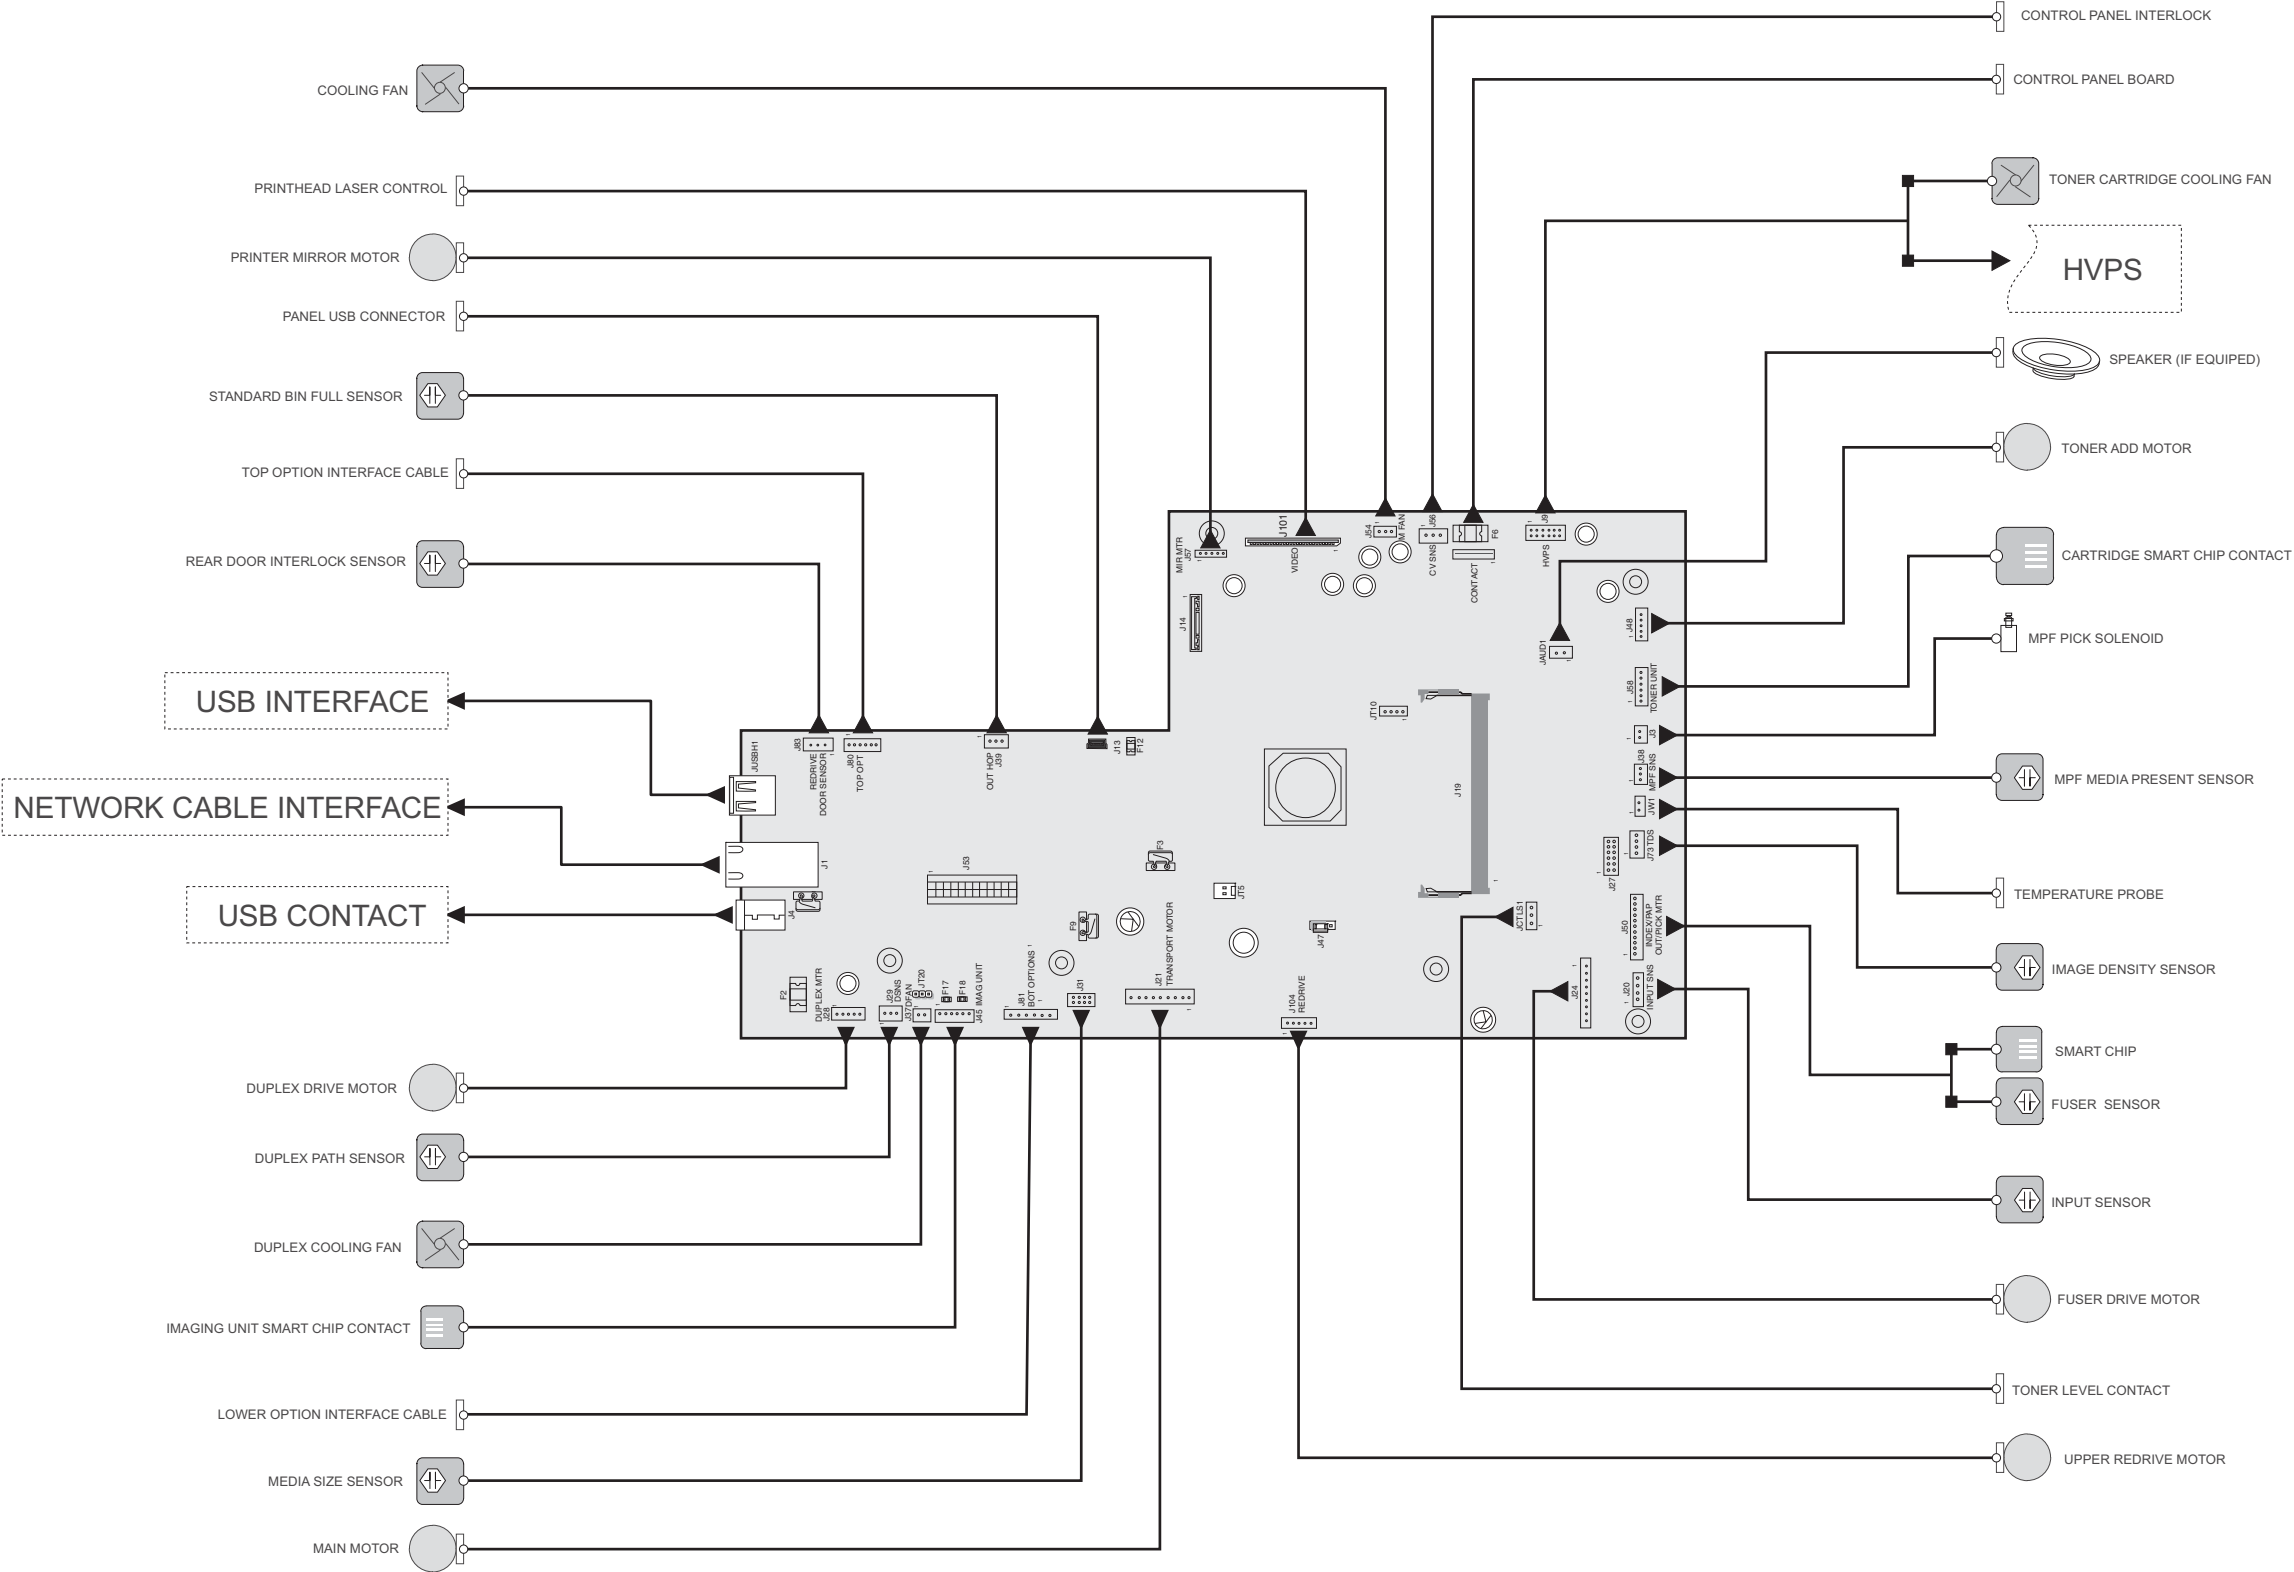 CONTROL PANEL INTERLOCK
COOLING FAN
CONTROL PANEL BOARD
PRINTHEAD LASER CONTROL
TONER CARTRIDGE COOLING FAN
PRINTER MIRROR MOTOR
HVPS
PANEL USB CONNECTOR
SPEAKER (IF EQUIPED)
STANDARD BIN FULL SENSOR
TONER ADD MOTOR
TOP OPTION INTERFACE CABLE
REAR DOOR INTERLOCK SENSOR
CARTRIDGE SMART CHIP CONTACT
MPF PICK SOLENOID
USB INTERFACE
NETWORK CABLE INTERFACE
USB CONTACT
MPF MEDIA PRESENT SENSOR
TEMPERATURE PROBE
IMAGE DENSITY SENSOR
SMART CHIP
FUSER SENSOR
INPUT SENSOR
FUSER DRIVE MOTOR
TONER LEVEL CONTACT
UPPER REDRIVE MOTOR
DUPLEX DRIVE MOTOR
DUPLEX PATH SENSOR
DUPLEX COOLING FAN
IMAGING UNIT SMART CHIP CONTACT
LOWER OPTION INTERFACE CABLE
MEDIA SIZE SENSOR
MAIN MOTOR
MIR MTR
J57
J101
VIDEO
J54
M FAN
J56
CV SNS
F6
CONTACT
J9
HVPS
J14
JAUD1
J48
J58
TONER UNIT
J3
J38
MPF SNS
JW1
J73 TDS
J27
J50
INDEX/PAP
OUT/PICK MTR
J20
INPUT SNS
J24
JCTLS1
JT10
J19
JUSBH1
J83
REDRIVE
DOOR SENSOR
J80
TOP OPT
OUT HOP
J39
J13
F12
J1
J4
J53
F3
F9
JT5
J47
F2
DUPLEX MTR
J28
J29
DSNS
J37 DFAN
JT20
F17
F18
J45
IMAG UNIT
J81
BOT OPTIONS
J31
J21
TRANSPORT MOTOR
J104
REDRIVE